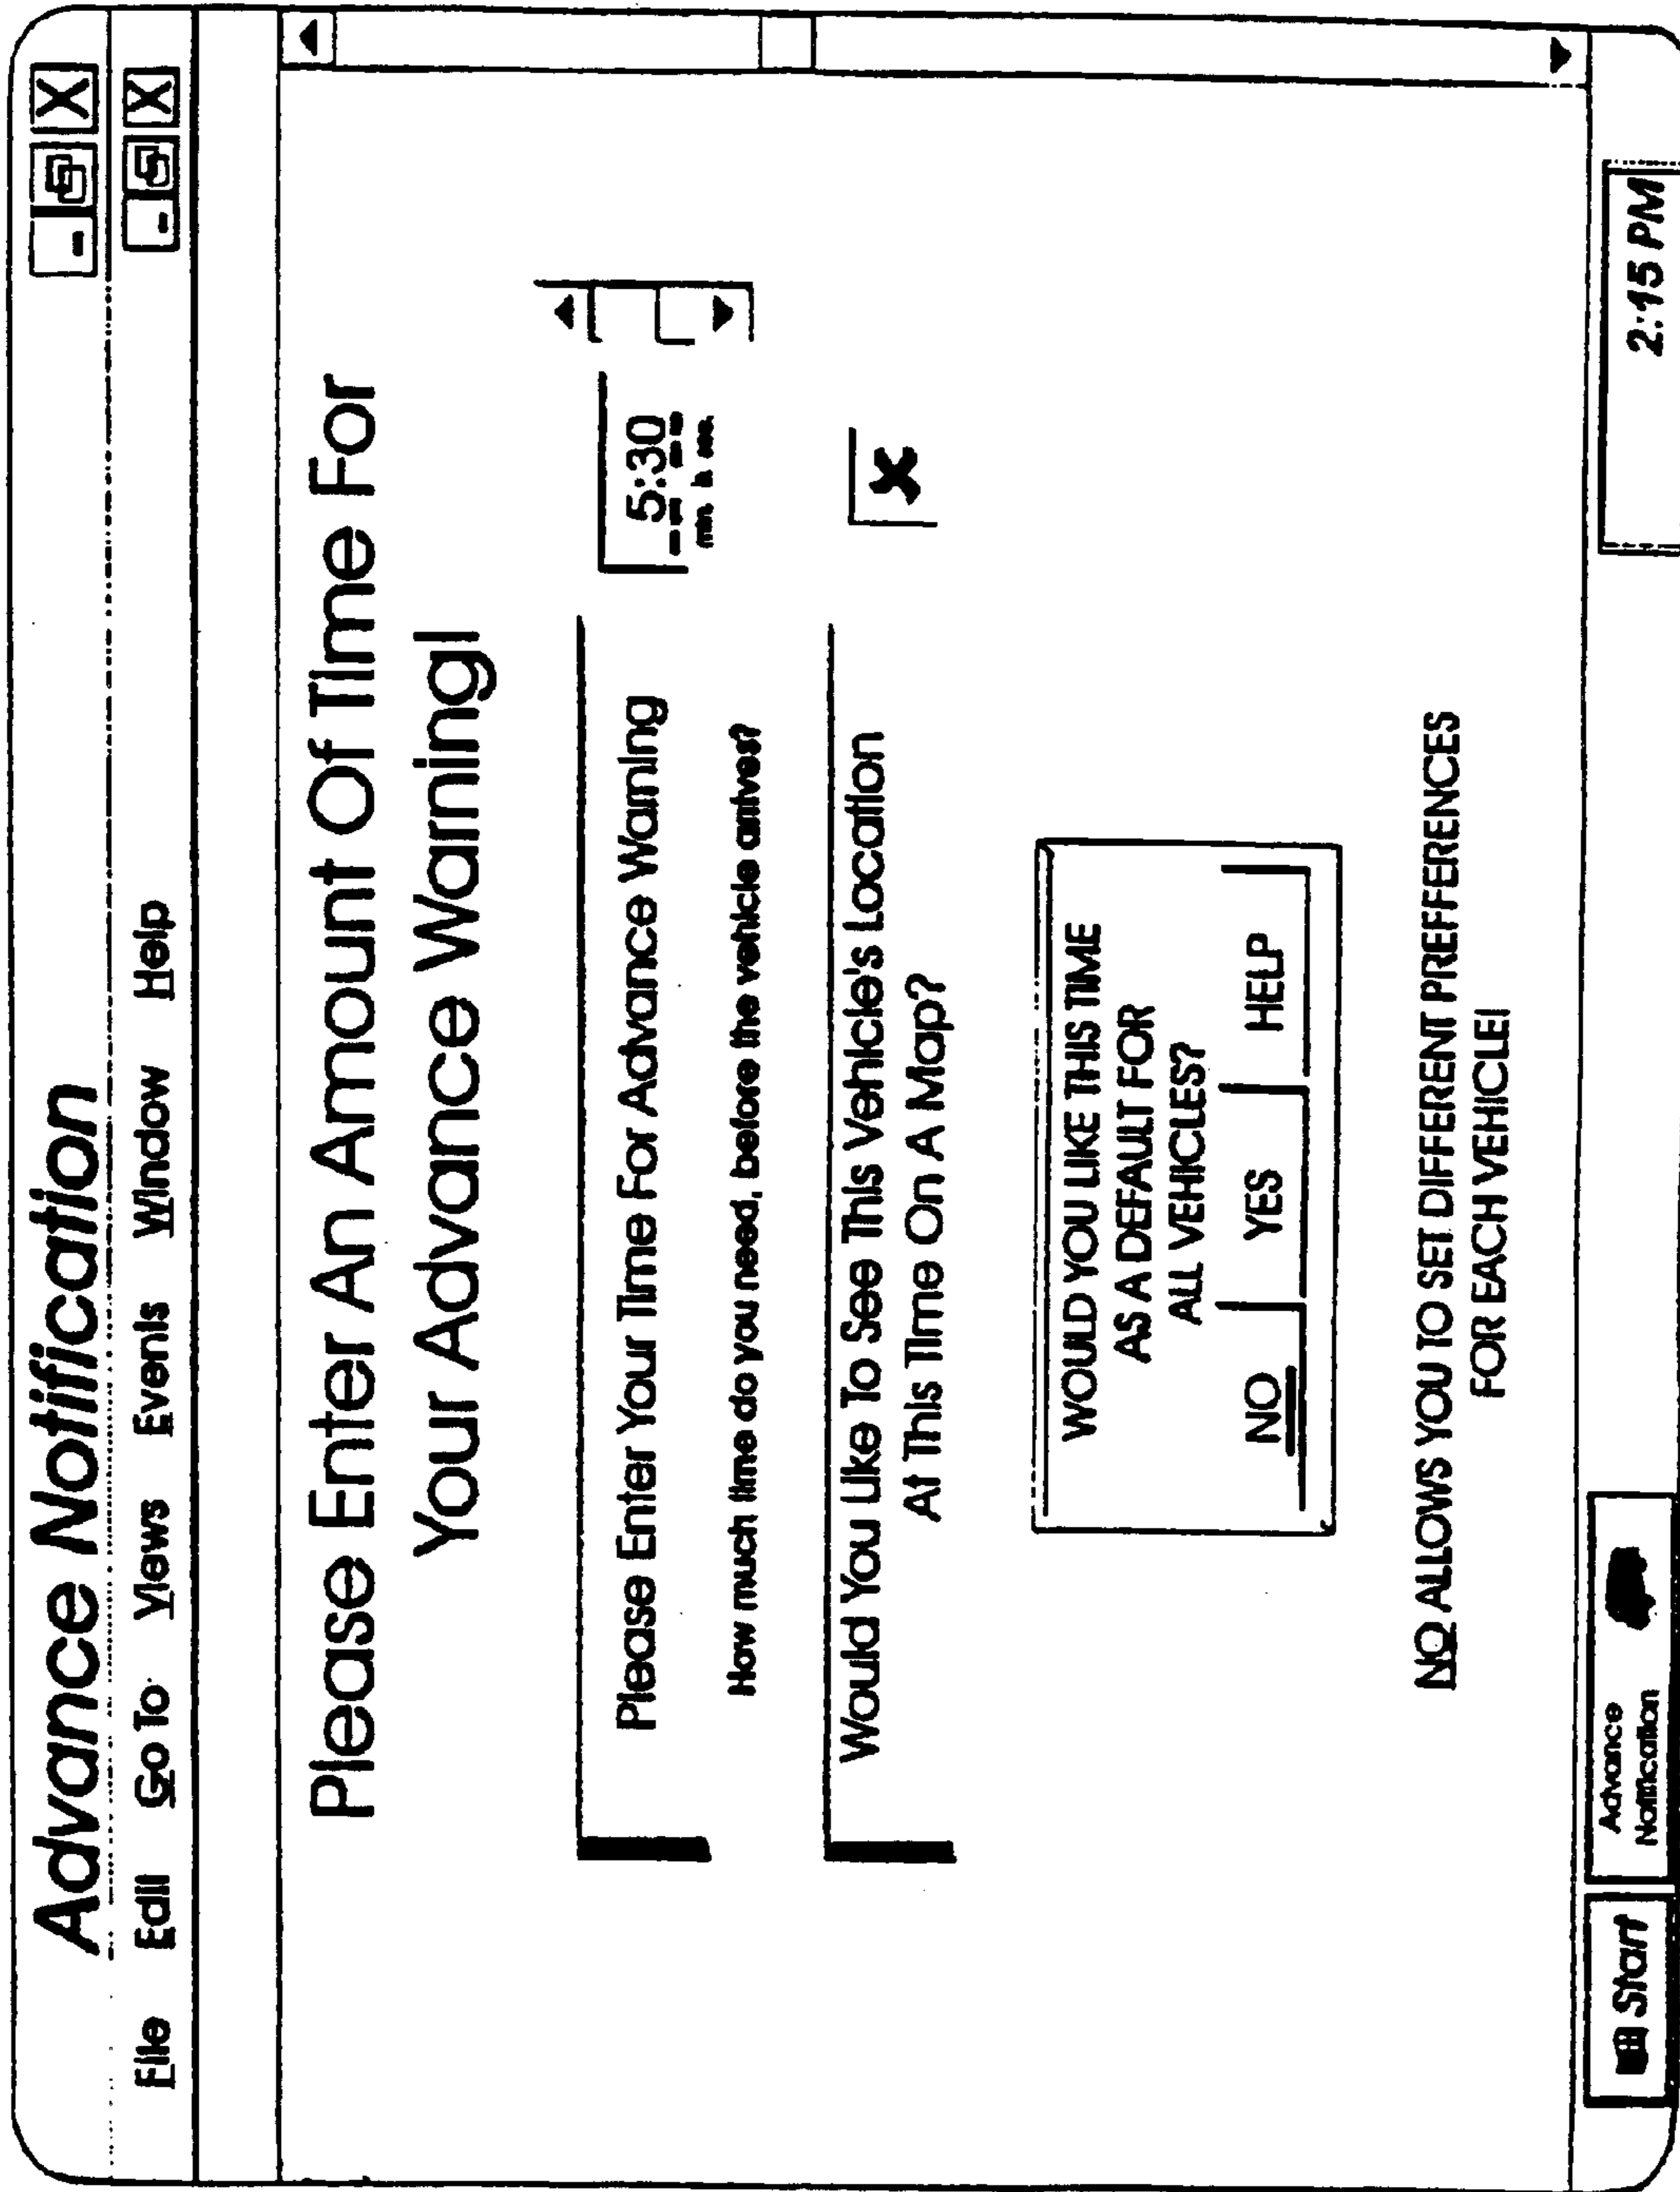 Advance Notification
File Edit Go To Views Events Window Help
Please Enter An Amount Of Time For
Your Advance Warning!
Please Enter Your Time For Advance Warning
5:30
min. & sec.
How much time do you need, before the vehicle arrives?
Would You Like To See This Vehicle's Location
At This Time On A Map?
WOULD YOU LIKE THIS TIME
AS A DEFAULT FOR
ALL VEHICLES?
NO YES HELP
NO ALLOWS YOU TO SET DIFFERENT PREFFERENCES
FOR EACH VEHICLE!
Start
Advance
Notification
2:15 PM